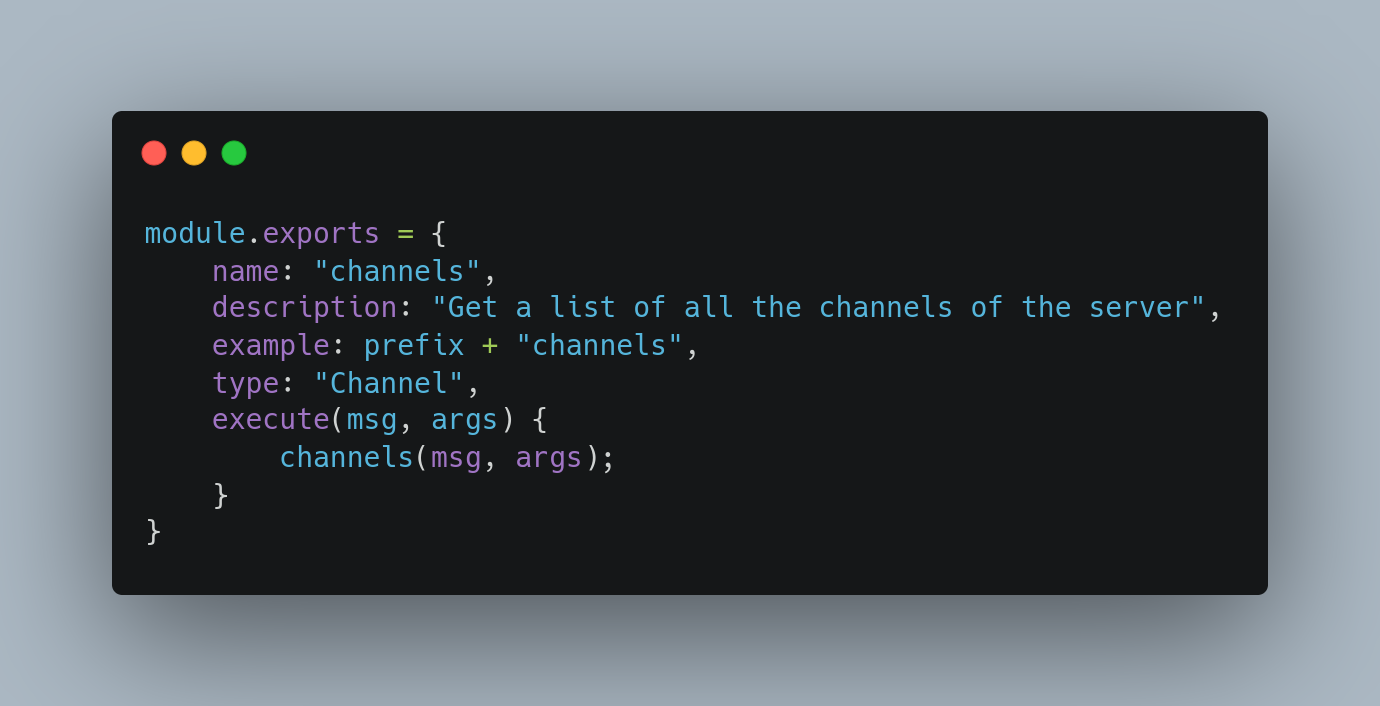 module.exports = {
    name: "channels",
    description: "Get a list of all the channels of the server",
    example: prefix + "channels",
    type: "Channel",
    execute(msg, args) {
        channels(msg, args);
    }
}